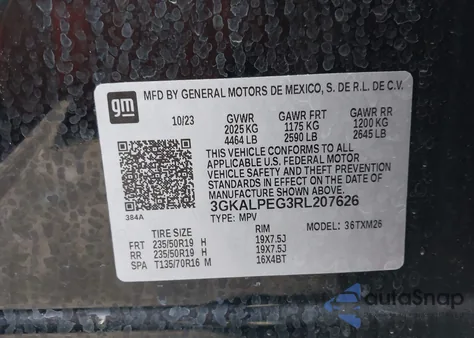 gm
MFD BY GENERAL MOTORS DE MEXICO, S. DE R.L. DE C.V.
10/23 GVWR GAWR FRT GAWR RR
2025 KG 1175 KG 1200 KG
4464 LB 2590 LB 2645 LB
THIS VEHICLE CONFORMS TO ALL
APPLICABLE U.S. FEDERAL MOTOR
VEHICLE SAFETY AND THEFT
PREVENTION STANDARDS IN
EFFECT ON THE DATE OF
MANUFACTURE SHOWN ABOVE.
3GKALPEG3RL207626
384A TYPE: MPV MODEL: 36TXM26
TIRE SIZE RIM
FRT 235/50R19 H 19X7.5J
RR 235/50R19 H 19X7.5J
SPA T135/70R16 M 16X4BT
autoSnap